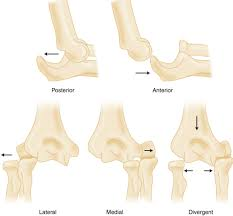 Posterior
Anterior
Lateral
Medial
Divergent